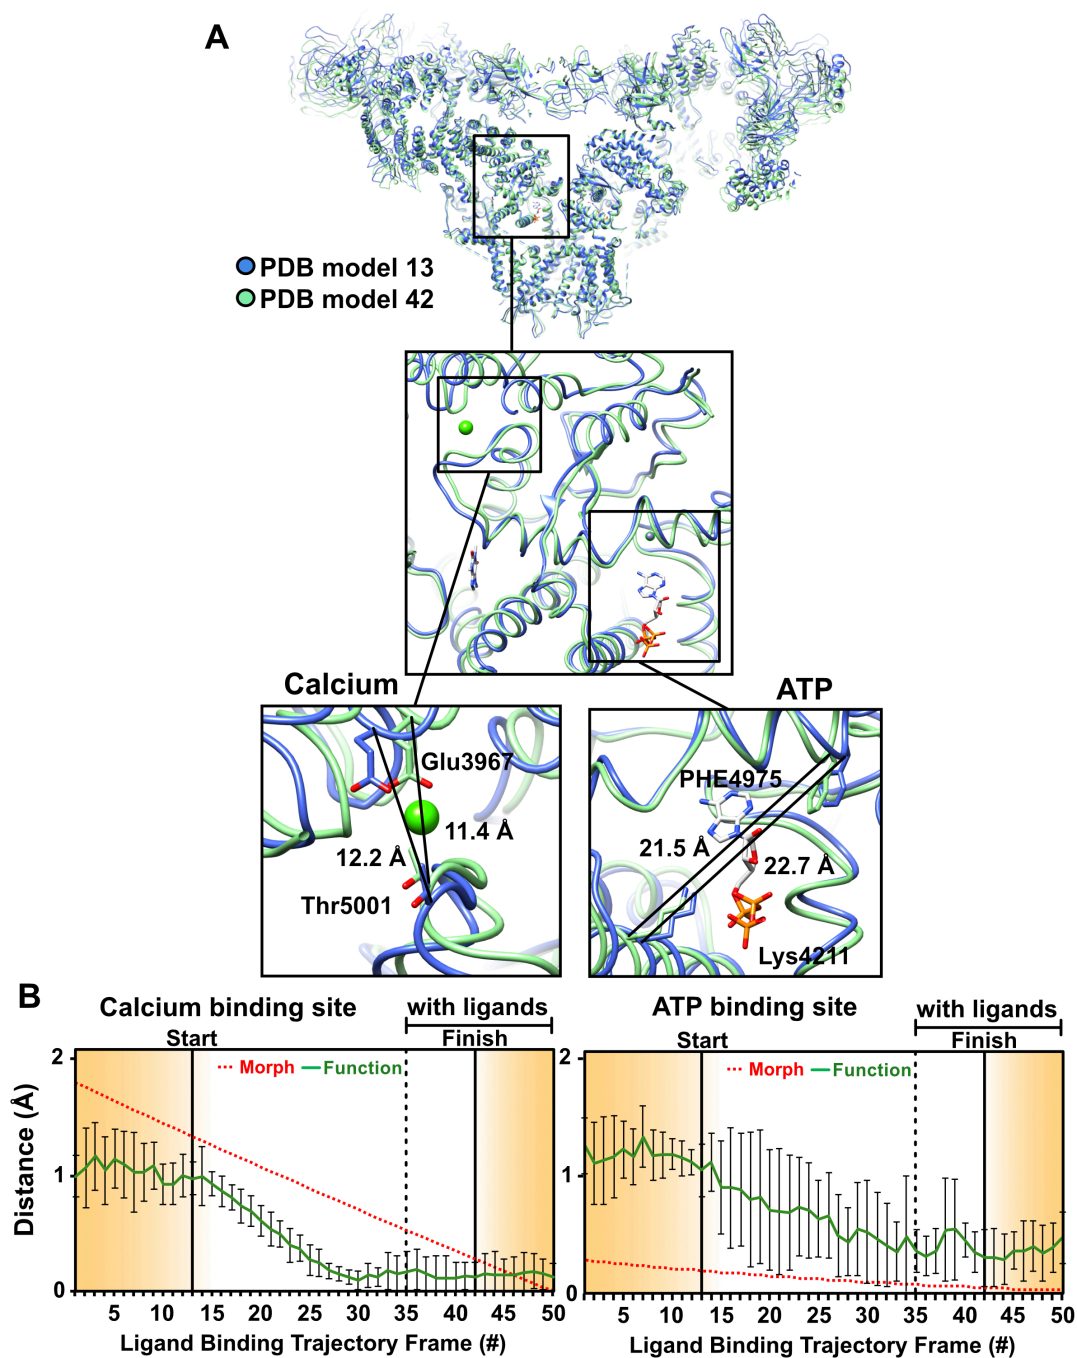 A
PDB model 13
PDB model 42
Calcium
ATP
Glu3967
11.4 Å
12.2 Å
Thr5001
PHE4975
21.5 Å
22.7 Å
Lys4211
B
Calcium binding site
with ligands
Start
Finish
Morph
Function
2
1
0
Distance (Å)
5 10 15 20 25 30 35 40 45 50
Ligand Binding Trajectory Frame (#)
ATP binding site
with ligands
Start
Finish
Morph
Function
2
1
0
5 10 15 20 25 30 35 40 45 50
Ligand Binding Trajectory Frame (#)